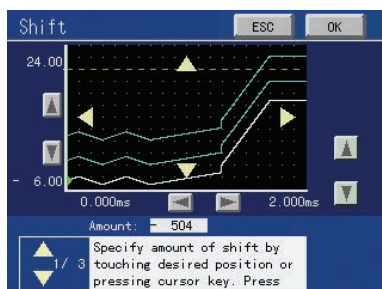 Shift ESC OK
24.00
- 6.00
0.000ms 2.000ms
Amount: - 504
1/ 3
Specify amount of shift by
touching desired position or
pressing cursor key. Press